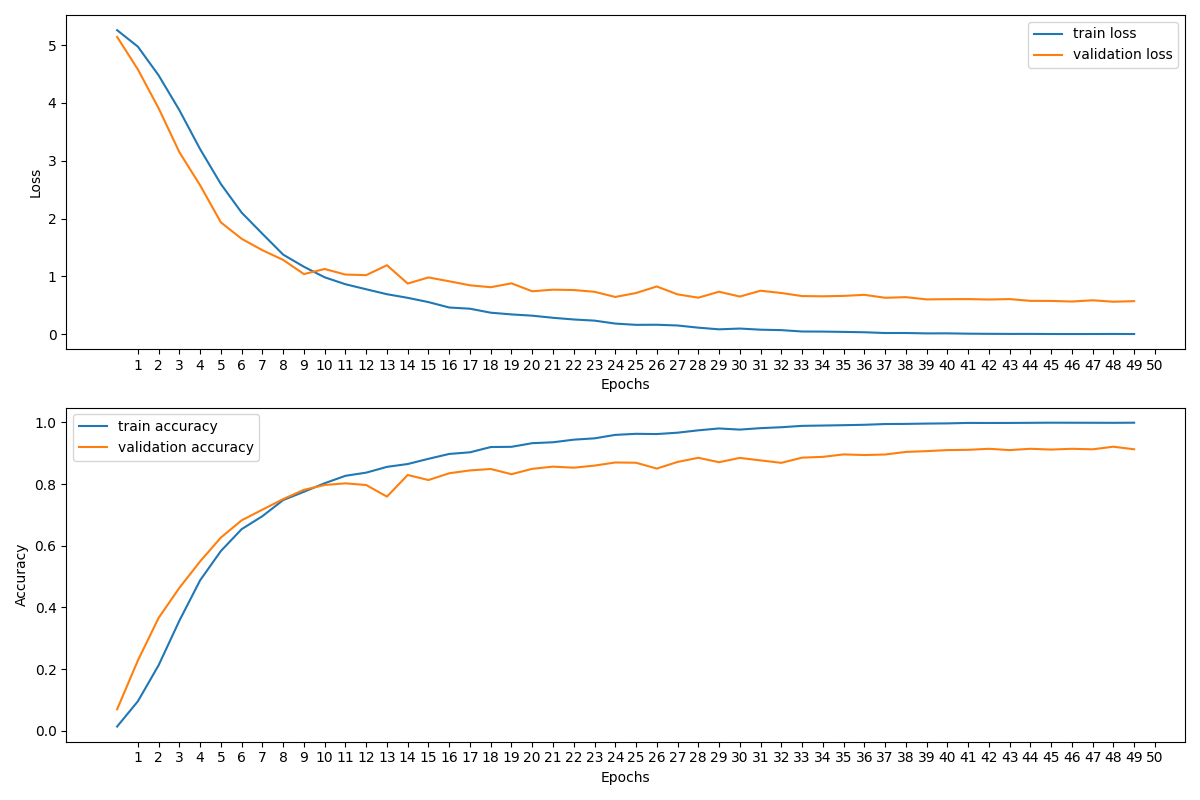 train loss
validation loss
5
4
3
2
1
0
Loss
1 2 3 4 5 6 7 8 9 10 11 12 13 14 15 16 17 18 19 20 21 22 23 24 25 26 27 28 29 30 31 32 33 34 35 36 37 38 39 40 41 42 43 44 45 46 47 48 49 50
Epochs
train accuracy
validation accuracy
1.0
0.8
0.6
0.4
0.2
0.0
Accuracy
1 2 3 4 5 6 7 8 9 10 11 12 13 14 15 16 17 18 19 20 21 22 23 24 25 26 27 28 29 30 31 32 33 34 35 36 37 38 39 40 41 42 43 44 45 46 47 48 49 50
Epochs